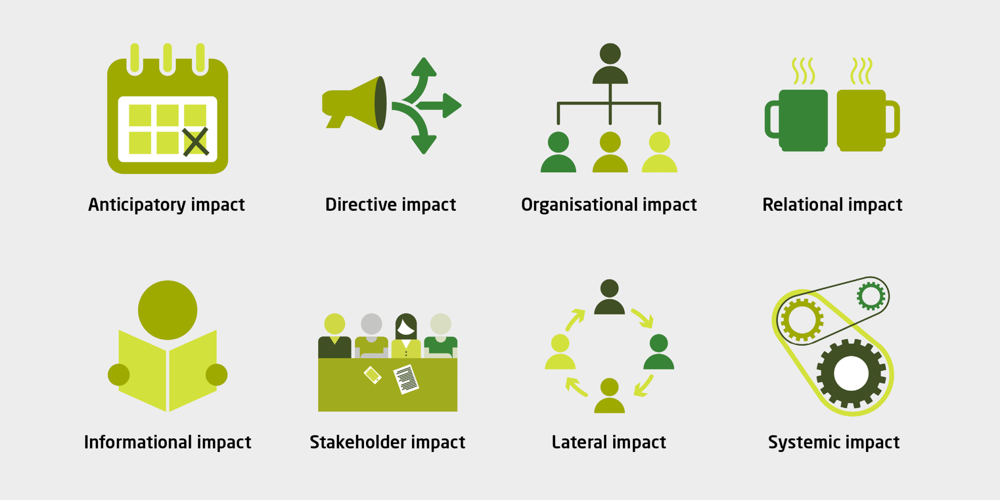 Anticipatory impact
Directive impact
Organisational impact
Relational impact
Informational impact
Stakeholder impact
Lateral impact
Systemic impact